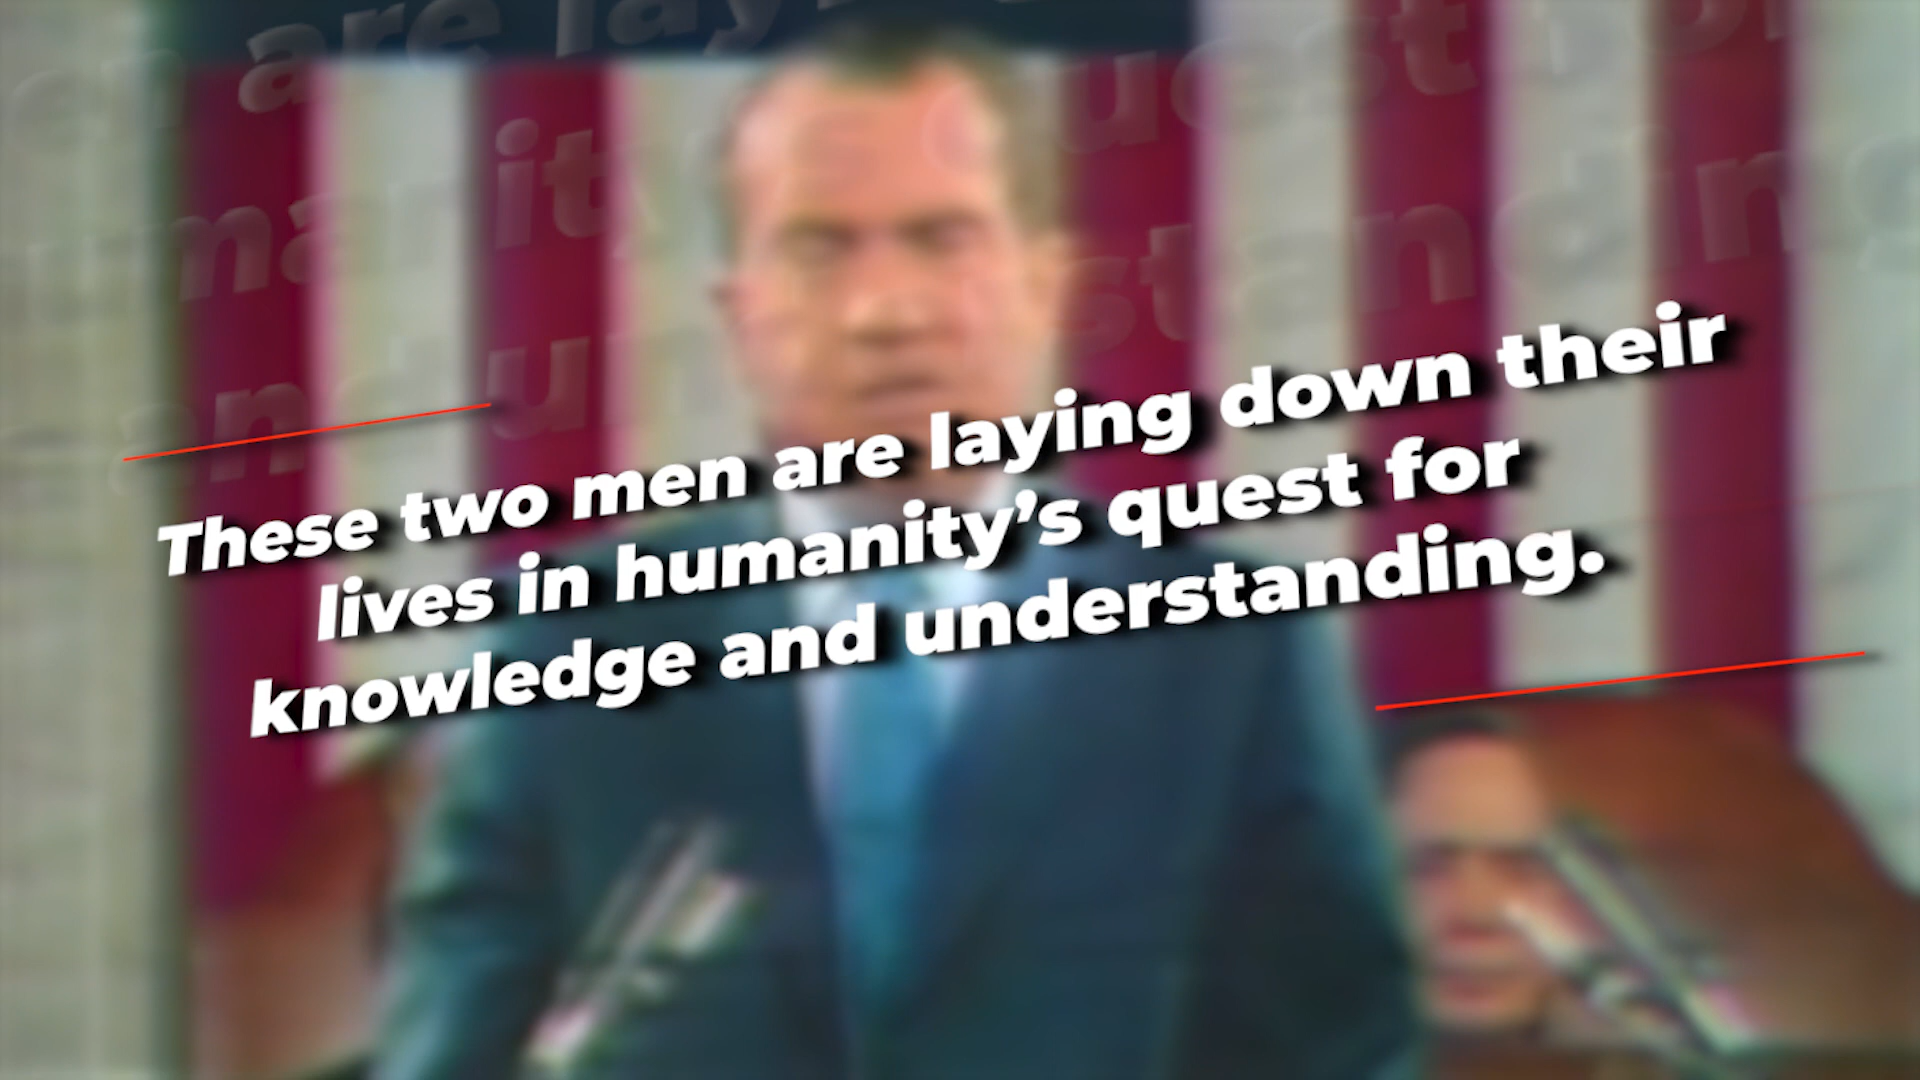 These two men are laying down their
lives in humanity’s quest for
knowledge and understanding.